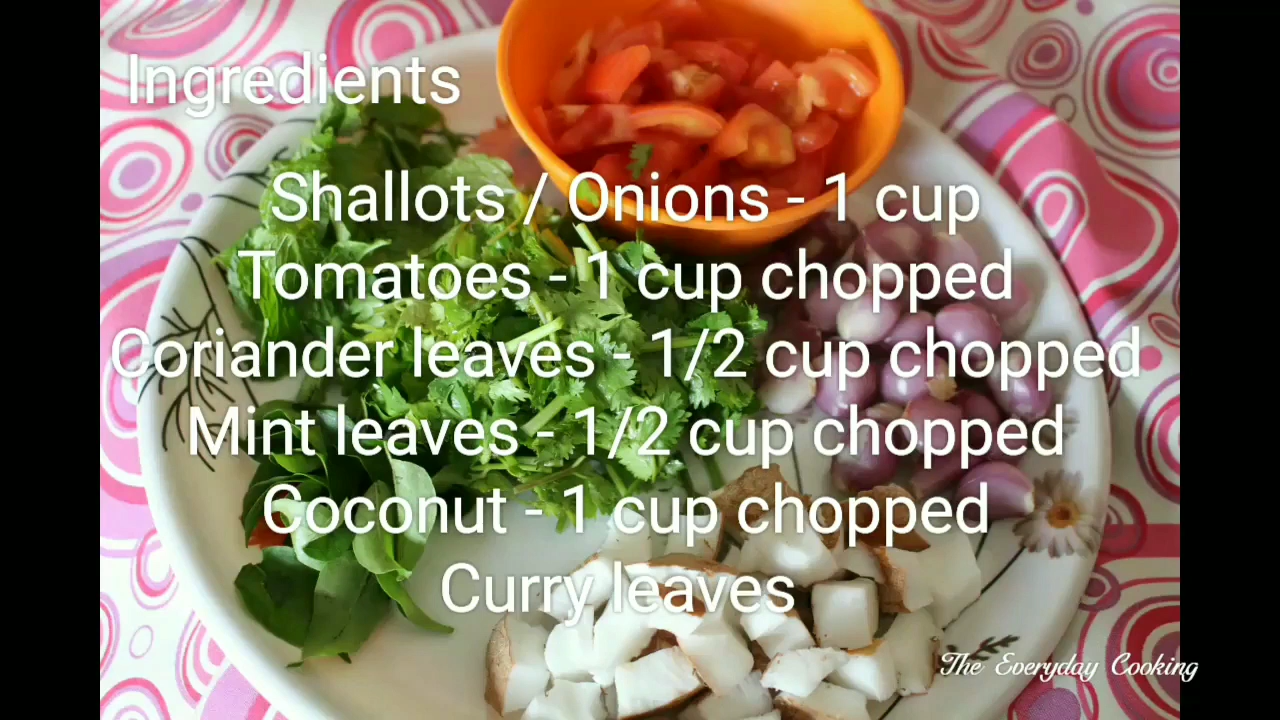 Ingredients
Shallots / Onions - 1 cup
Tomatoes - 1 cup chopped
Coriander leaves - 1/2 cup chopped
Mint leaves - 1/2 cup chopped
Coconut - 1 cup chopped
Curry leaves
The Everyday Cooking